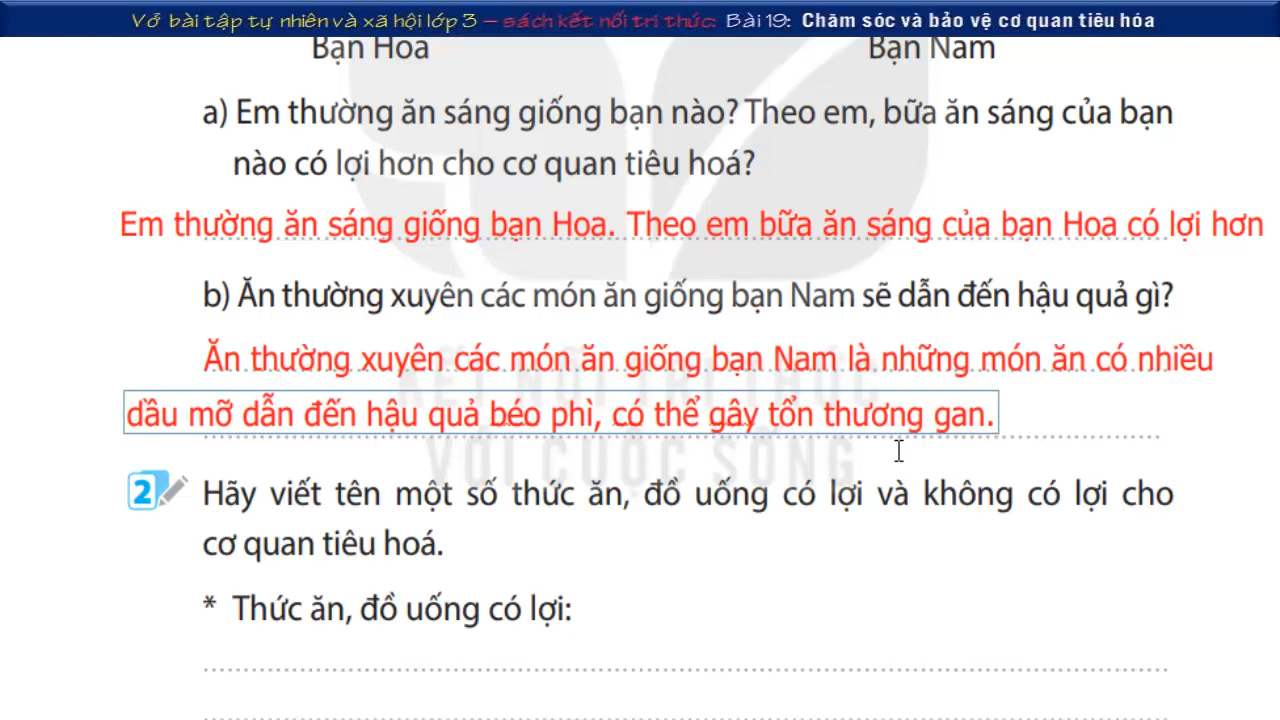 Vở bài tập tự nhiên và xã hội lớp 3 – sách kết nối tri thức: Bài 19: Chăm sóc và bảo vệ cơ quan tiêu hóa
Bạn Hoa Bạn Nam
a) Em thường ăn sáng giống bạn nào? Theo em, bữa ăn sáng của bạn
nào có lợi hơn cho cơ quan tiêu hoá?
Em thường ăn sáng giống bạn Hoa. Theo em bữa ăn sáng của bạn Hoa có lợi hơn
b) Ăn thường xuyên các món ăn giống bạn Nam sẽ dẫn đến hậu quả gì?
Ăn thường xuyên các món ăn giống bạn Nam là những món ăn có nhiều
KẾT NỐI TRI THỨC
dầu mỡ dẫn đến hậu quả béo phì, có thể gây tổn thương gan.
VỚI CUỘC SỐNG
2 Hãy viết tên một số thức ăn, đồ uống có lợi và không có lợi cho
cơ quan tiêu hoá.
* Thức ăn, đồ uống có lợi: